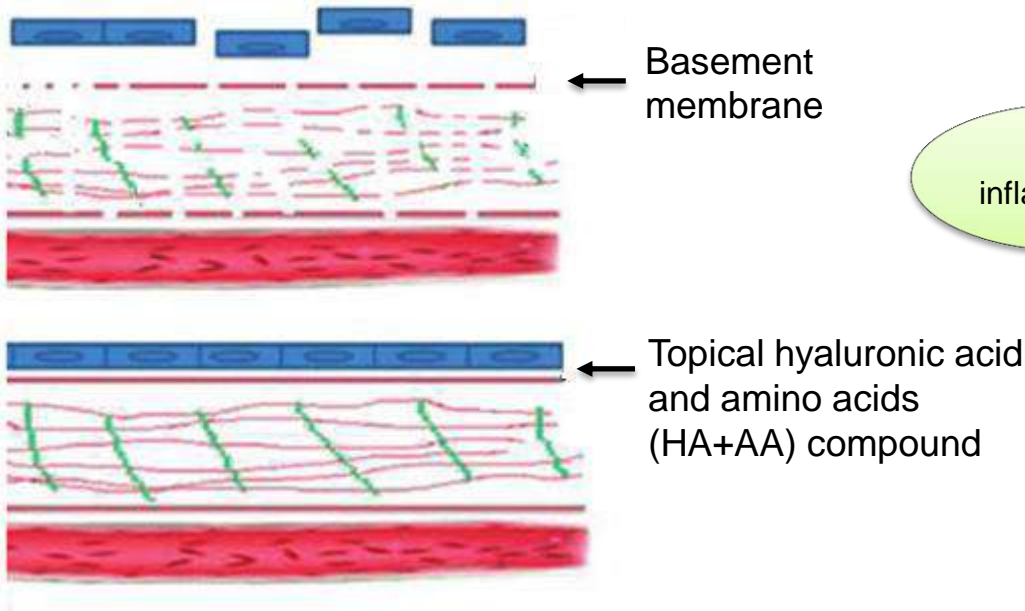 Basement
membrane
Topical hyaluronic acid
and amino acids
(HA+AA) compound